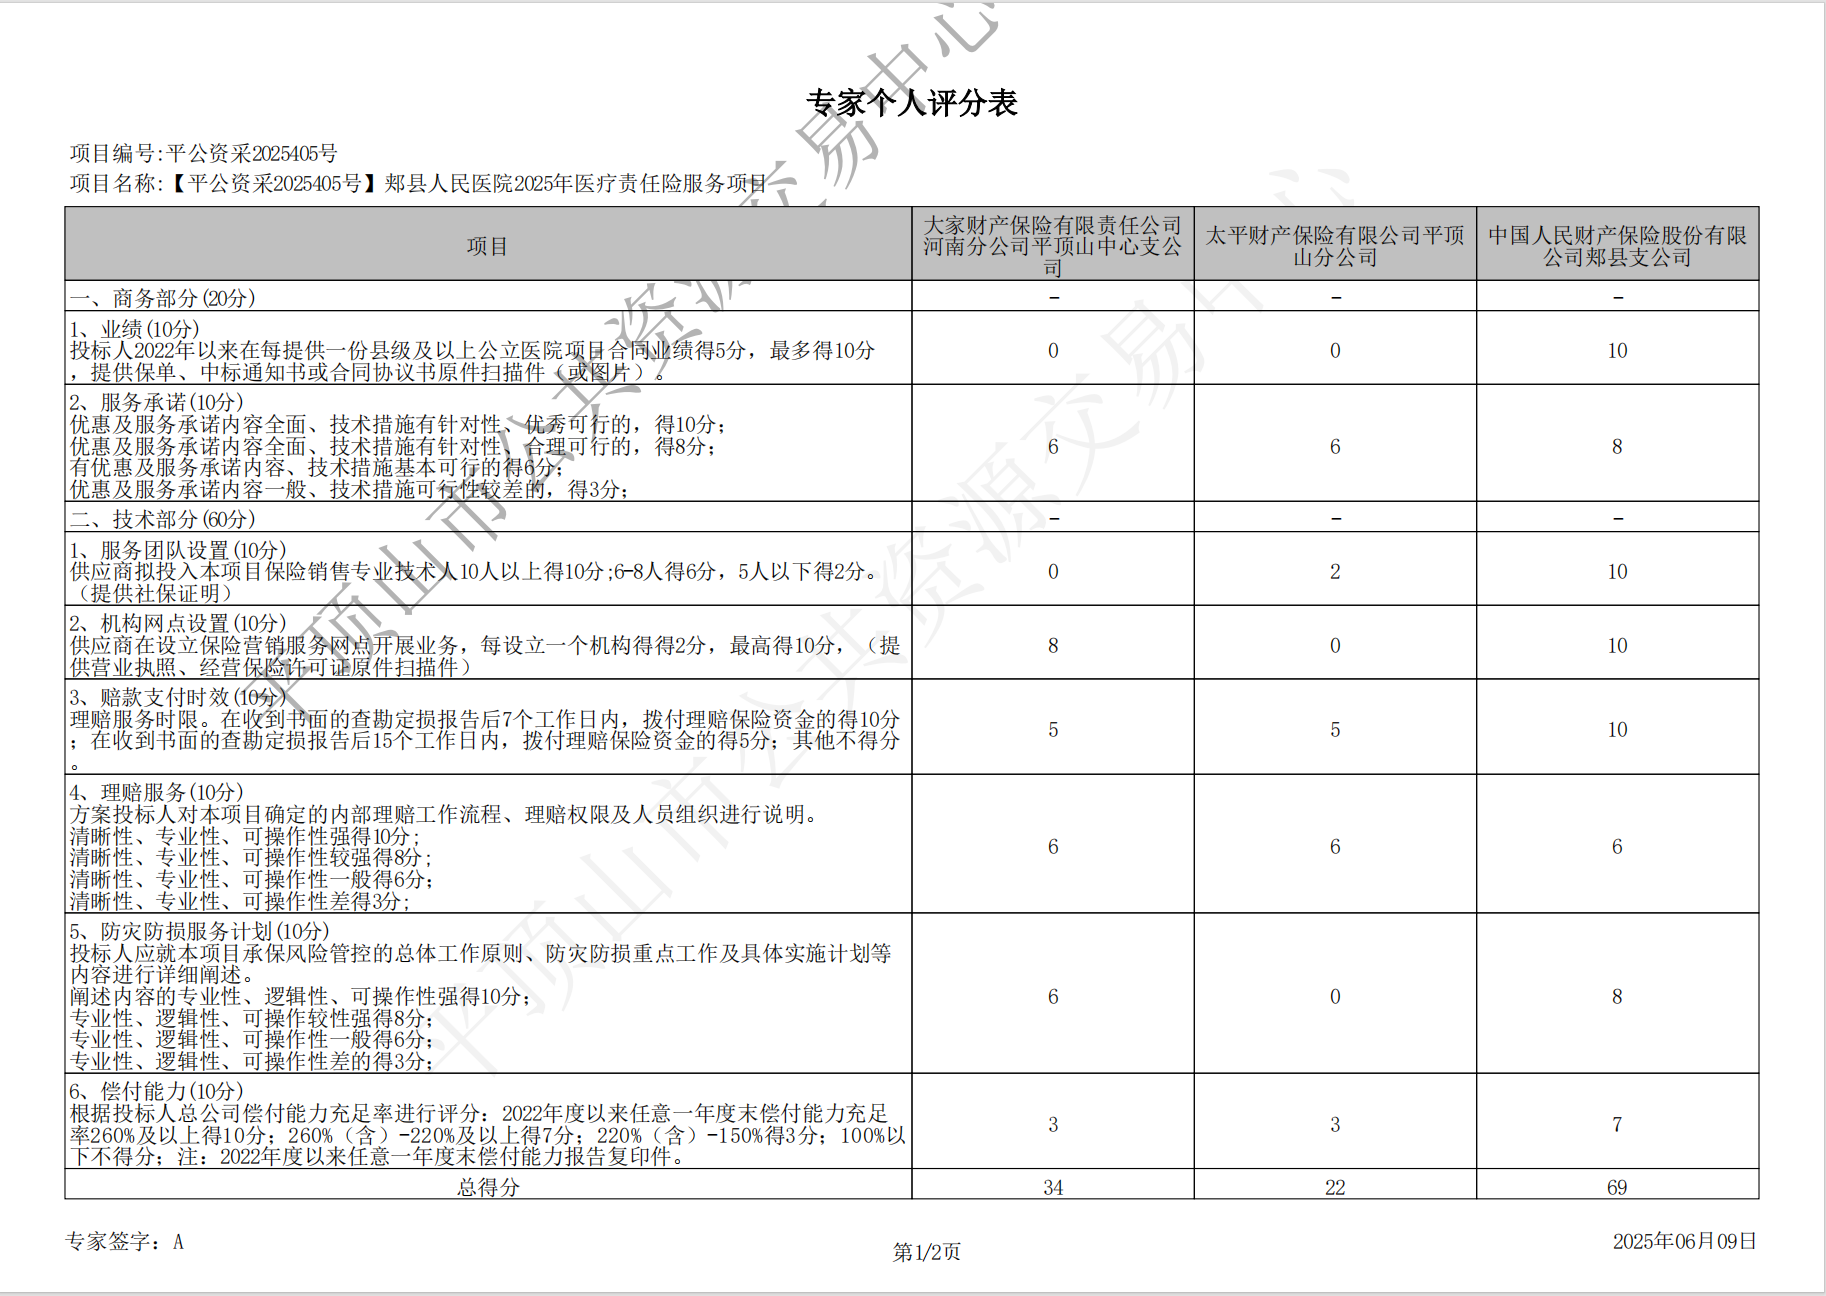 专家个人评分表
项目编号:平公资采2025405号
项目名称:【平公资采2025405号】郏县人民医院2025年医疗责任险服务项目
项目
大家财产保险有限责任公司
河南分公司平顶山中心支公
司
太平财产保险有限公司平顶
山分公司
中国人民财产保险股份有限
公司郏县支公司
一、商务部分(20分)
-
-
-
1、业绩(10分)
投标人2022年以来在每提供一份县级及以上公立医院项目合同业绩得5分，最多得10分
，提供保单、中标通知书或合同协议书原件扫描件（或图片）。
0
0
10
2、服务承诺(10分)
优惠及服务承诺内容全面、技术措施有针对性、优秀可行的，得10分；
优惠及服务承诺内容全面、技术措施有针对性、合理可行的，得8分；
有优惠及服务承诺内容、技术措施基本可行的得6分；
优惠及服务承诺内容一般、技术措施可行性较差的，得3分；
6
6
8
二、技术部分(60分)
-
-
-
1、服务团队设置(10分)
供应商拟投入本项目保险销售专业技术人10人以上得10分;6-8人得6分，5人以下得2分。
（提供社保证明）
0
2
10
2、机构网点设置(10分)
供应商在设立保险营销服务网点开展业务，每设立一个机构得得2分，最高得10分，（提
供营业执照、经营保险许可证原件扫描件）
8
0
10
3、赔款支付时效(10分)
理赔服务时限。在收到书面的查勘定损报告后7个工作日内，拨付理赔保险资金的得10分
；在收到书面的查勘定损报告后15个工作日内，拨付理赔保险资金的得5分；其他不得分
。
5
5
10
4、理赔服务(10分)
方案投标人对本项目确定的内部理赔工作流程、理赔权限及人员组织进行说明。
清晰性、专业性、可操作性强得10分;
清晰性、专业性、可操作性较强得8分;
清晰性、专业性、可操作性一般得6分；
清晰性、专业性、可操作性差得3分;
6
6
6
5、防灾防损服务计划(10分)
投标人应就本项目承保风险管控的总体工作原则、防灾防损重点工作及具体实施计划等
内容进行详细阐述。
阐述内容的专业性、逻辑性、可操作性强得10分；
专业性、逻辑性、可操作较性强得8分；
专业性、逻辑性、可操作性一般得6分；
专业性、逻辑性、可操作性差的得3分；
6
0
8
6、偿付能力(10分)
根据投标人总公司偿付能力充足率进行评分：2022年度以来任意一年度末偿付能力充足
率260%及以上得10分；260%（含）-220%及以上得7分；220%（含）-150%得3分；100%以
下不得分；注：2022年度以来任意一年度末偿付能力报告复印件。
3
3
7
总得分
34
22
69
专家签字：A
第1/2页
2025年06月09日
平顶山市公共资源交易中心
平顶山市公共资源交易中心